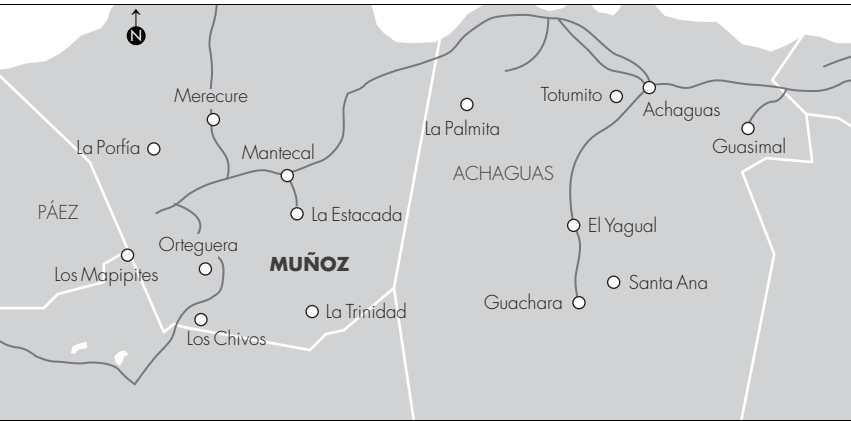 N
Merecure
Totumito
Achaguas
La Palmita
Guasimal
La Porfía
Mantecal
ACHAGUAS
PÁEZ
La Estacada
El Yagual
Orteguera
MUÑOZ
Los Mapipites
Santa Ana
Guachara
La Trinidad
Los Chivos